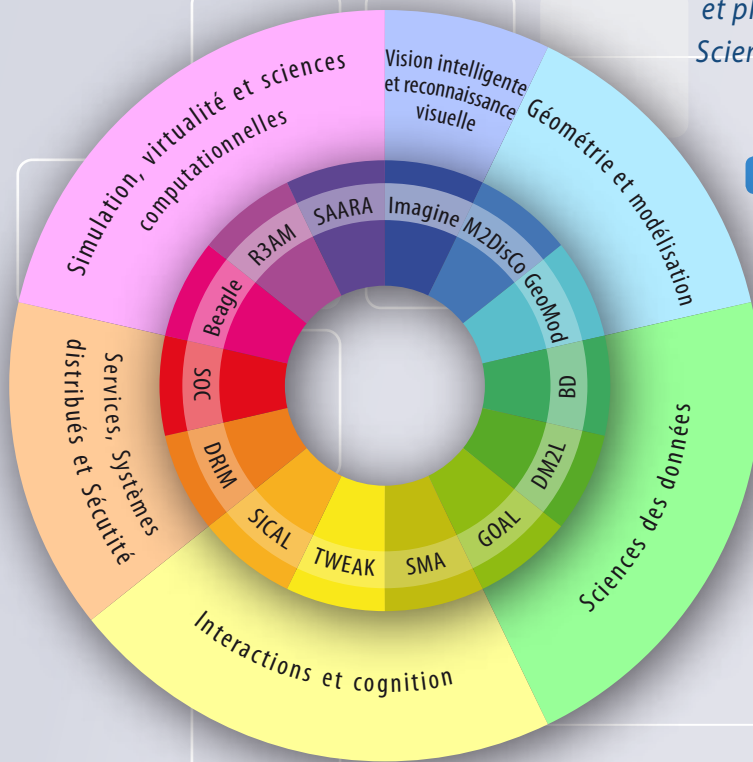 et pl
Scien
Simulation, virtualité et sciences
computationnelles
Vision intelligente
et reconnaissance
visuelle
Géométrie et modélisation
Sciences des données
Interactions et cognition
Services, Systèmes
distribués et Sécutité
SAARA
Imagine
M2DisCo
GeoMod
BD
DM2L
GOAL
SMA
TWEAK
SICAL
DRIM
SOC
Beagle
R3AM